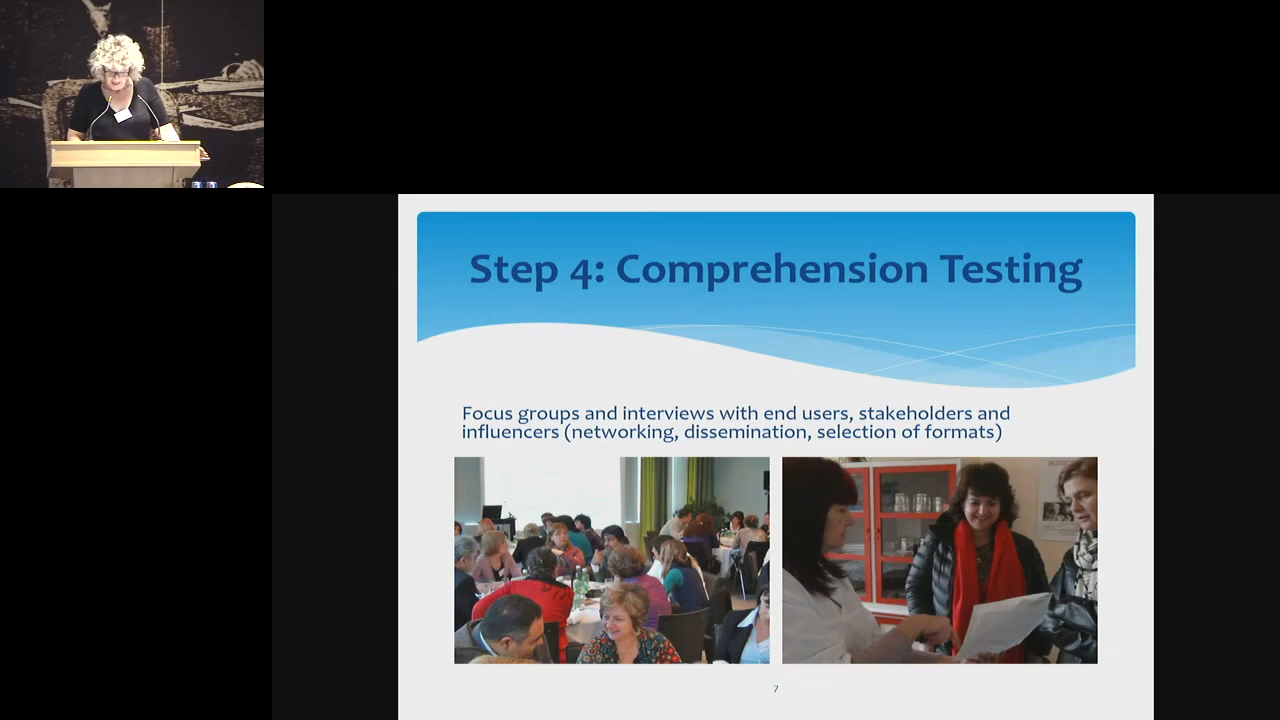 Step 4: Comprehension Testing
Focus groups and interviews with end users, stakeholders and
influencers (networking, dissemination, selection of formats)
7